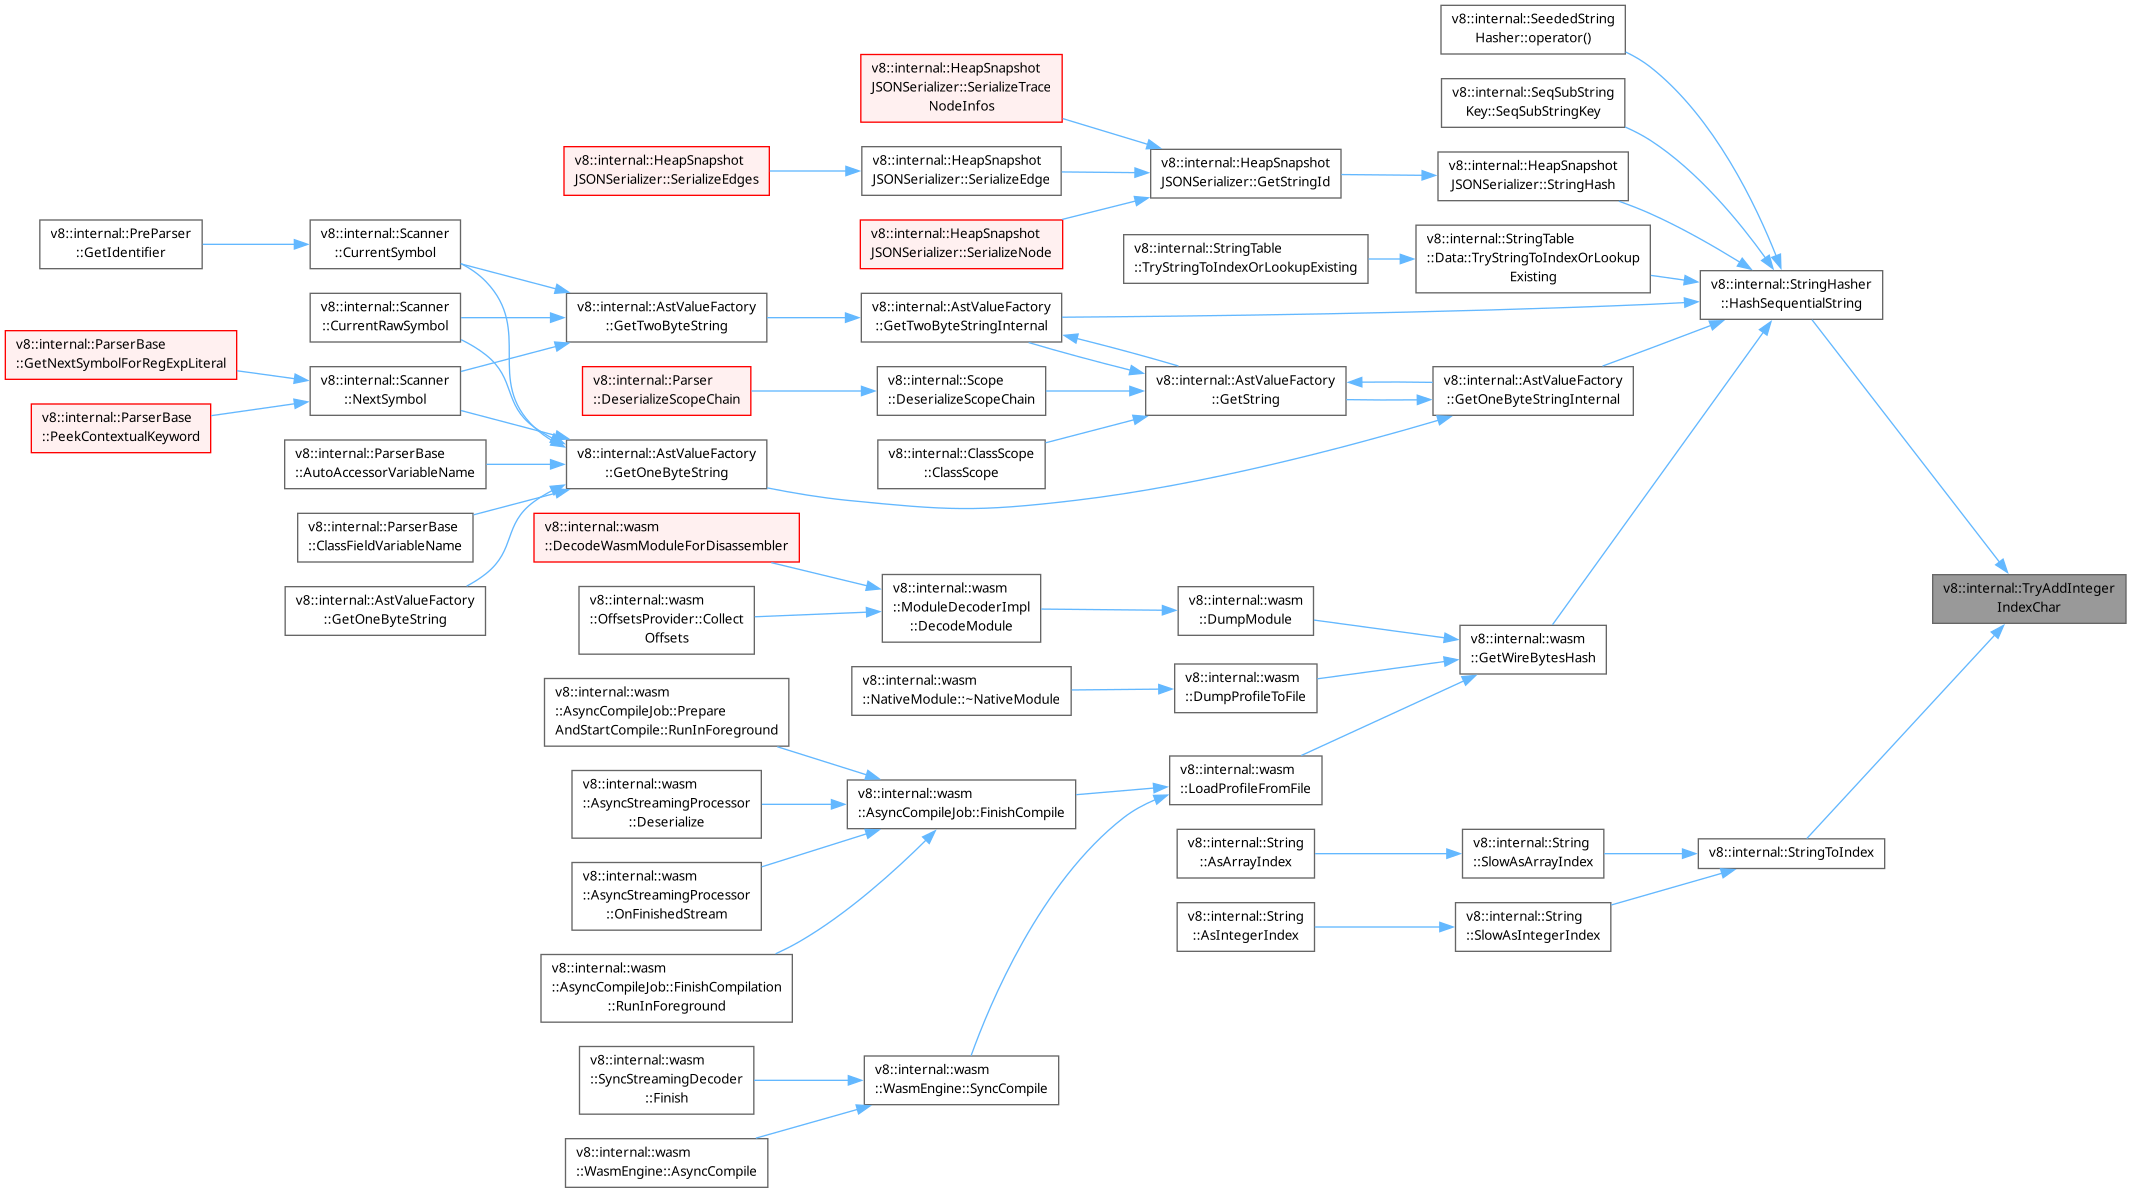 v8::internal::SeededString
Hasher::operator()
v8::internal::HeapSnapshot
JSONSerializer::SerializeTrace
NodeInfos
v8::internal::SeqSubString
Key::SeqSubStringKey
v8::internal::HeapSnapshot
JSONSerializer::SerializeEdges
v8::internal::HeapSnapshot
JSONSerializer::SerializeEdge
v8::internal::HeapSnapshot
JSONSerializer::GetStringId
v8::internal::HeapSnapshot
JSONSerializer::StringHash
v8::internal::PreParser
::GetIdentifier
v8::internal::Scanner
::CurrentSymbol
v8::internal::HeapSnapshot
JSONSerializer::SerializeNode
v8::internal::StringTable
::TryStringToIndexOrLookupExisting
v8::internal::StringTable
::Data::TryStringToIndexOrLookup
Existing
v8::internal::StringHasher
::HashSequentialString
v8::internal::Scanner
::CurrentRawSymbol
v8::internal::AstValueFactory
::GetTwoByteString
v8::internal::AstValueFactory
::GetTwoByteStringInternal
v8::internal::ParserBase
::GetNextSymbolForRegExpLiteral
v8::internal::Scanner
::NextSymbol
v8::internal::Parser
::DeserializeScopeChain
v8::internal::Scope
::DeserializeScopeChain
v8::internal::AstValueFactory
::GetString
v8::internal::AstValueFactory
::GetOneByteStringInternal
v8::internal::ParserBase
::PeekContextualKeyword
v8::internal::ParserBase
::AutoAccessorVariableName
v8::internal::AstValueFactory
::GetOneByteString
v8::internal::ClassScope
::ClassScope
v8::internal::ParserBase
::ClassFieldVariableName
v8::internal::wasm
::DecodeWasmModuleForDisassembler
v8::internal::AstValueFactory
::GetOneByteString
v8::internal::wasm
::OffsetsProvider::Collect
Offsets
v8::internal::wasm
::ModuleDecoderImpl
::DecodeModule
v8::internal::wasm
::DumpModule
v8::internal::TryAddInteger
IndexChar
v8::internal::wasm
::GetWireBytesHash
v8::internal::wasm
::NativeModule::~NativeModule
v8::internal::wasm
::DumpProfileToFile
v8::internal::wasm
::AsyncCompileJob::Prepare
AndStartCompile::RunInForeground
v8::internal::wasm
::AsyncStreamingProcessor
::Deserialize
v8::internal::wasm
::AsyncCompileJob::FinishCompile
v8::internal::wasm
::LoadProfileFromFile
v8::internal::String
::AsArrayIndex
v8::internal::String
::SlowAsArrayIndex
v8::internal::StringToIndex
v8::internal::wasm
::AsyncStreamingProcessor
::OnFinishedStream
v8::internal::String
::AsIntegerIndex
v8::internal::String
::SlowAsIntegerIndex
v8::internal::wasm
::AsyncCompileJob::FinishCompilation
::RunInForeground
v8::internal::wasm
::SyncStreamingDecoder
::Finish
v8::internal::wasm
::WasmEngine::SyncCompile
v8::internal::wasm
::WasmEngine::AsyncCompile